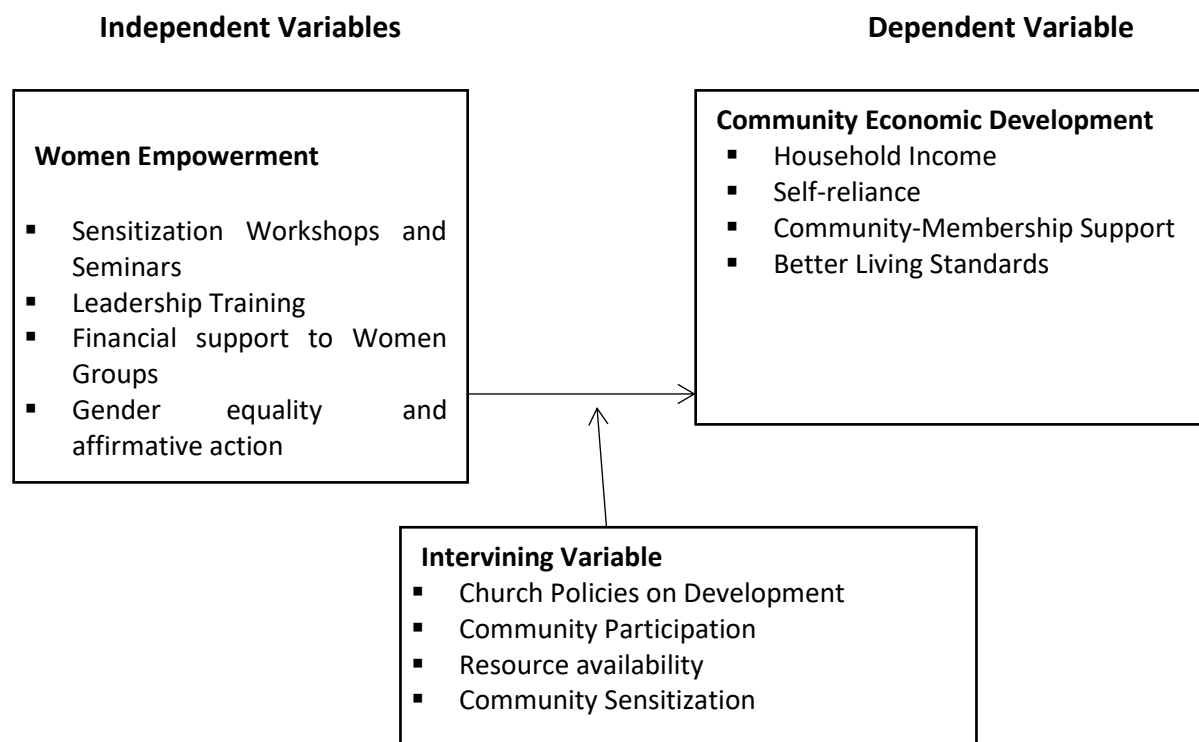 Independent Variables
Dependent Variable
Women Empowerment
▪ Sensitization Workshops and
Seminars
▪ Leadership Training
▪ Financial support to Women
Groups
▪ Gender equality and
affirmative action
Community Economic Development
▪ Household Income
▪ Self-reliance
▪ Community-Membership Support
▪ Better Living Standards
Intervining Variable
▪ Church Policies on Development
▪ Community Participation
▪ Resource availability
▪ Community Sensitization